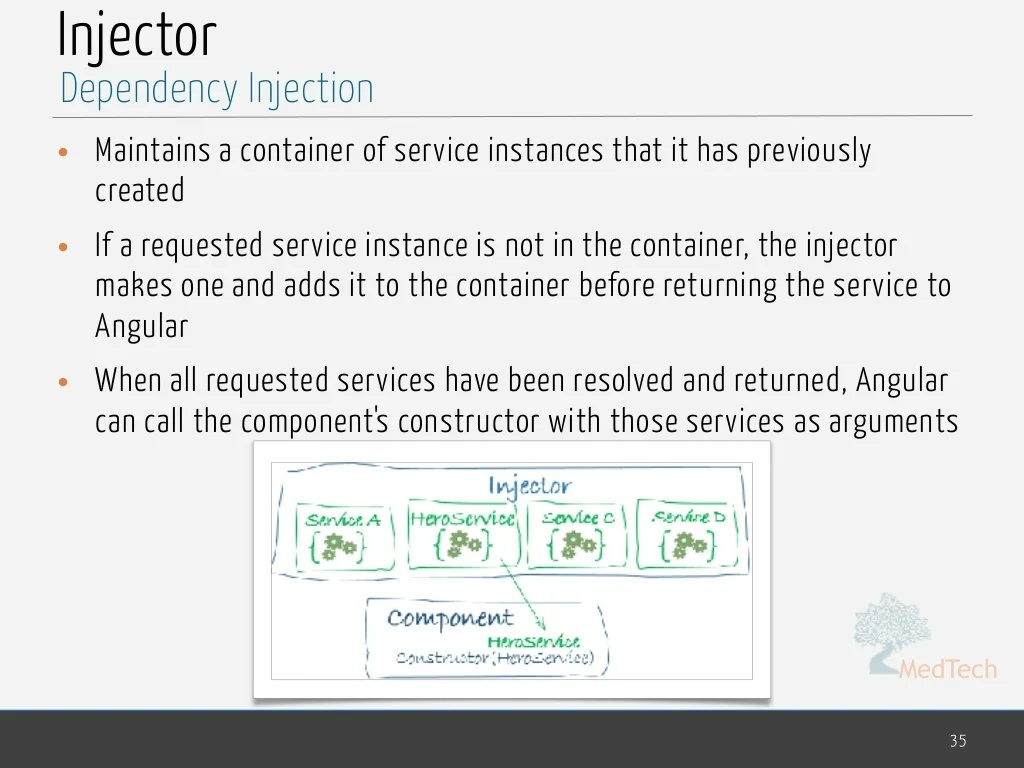 Injector
Dependency Injection
• Maintains a container of service instances that it has previously
created
• If a requested service instance is not in the container, the injector
makes one and adds it to the container before returning the service to
Angular
• When all requested services have been resolved and returned, Angular
can call the component's constructor with those services as arguments
Injector
Service A HeroService Service C Service D
Component
HeroService
Constructor(HeroService)
MedTech
35